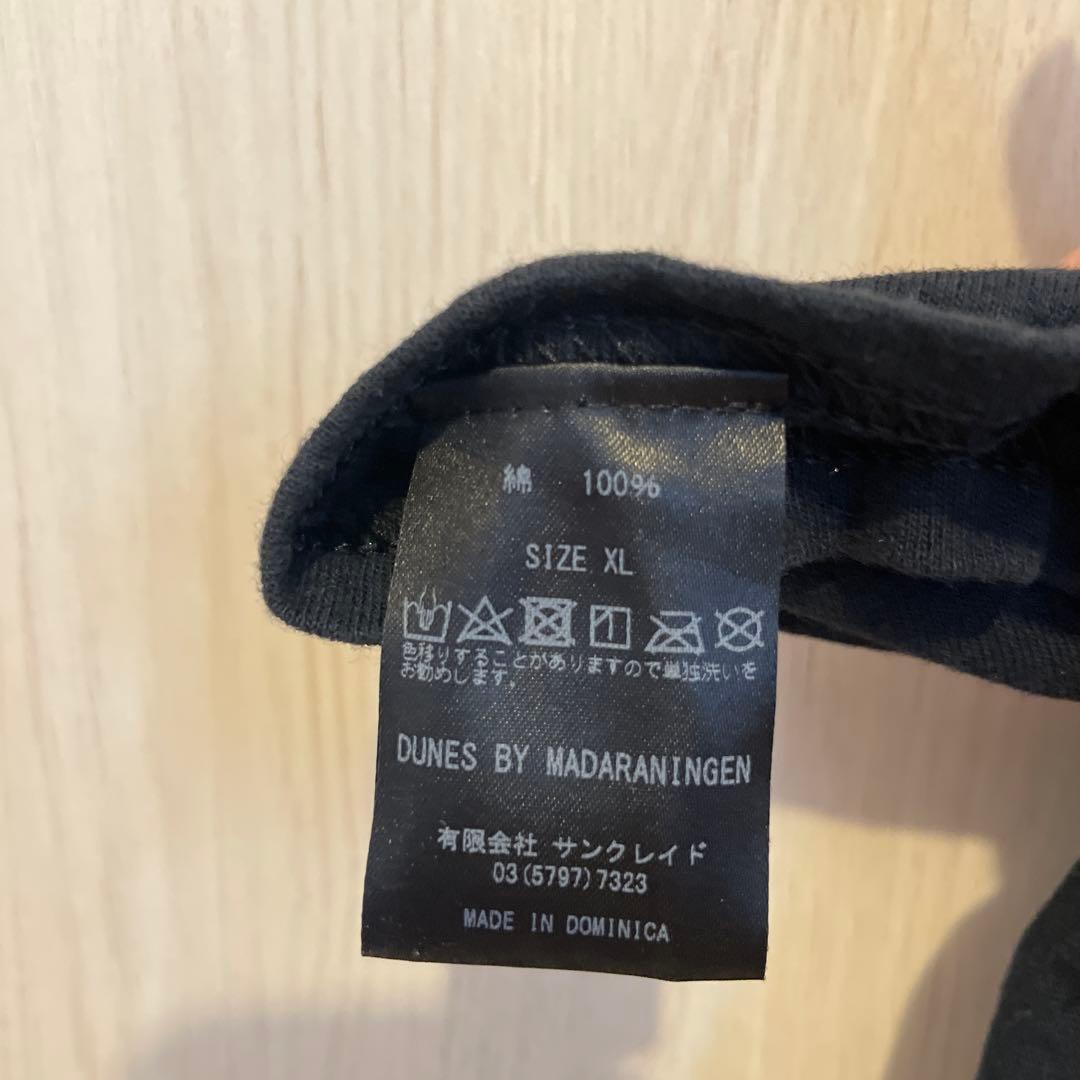 綿 100%
SIZE XL
色移りすることがありますので単独洗いを
お勧めします。
DUNES BY MADARANINGEN
有限会社 サンクレイド
03(5797)7323
MADE IN DOMINICA